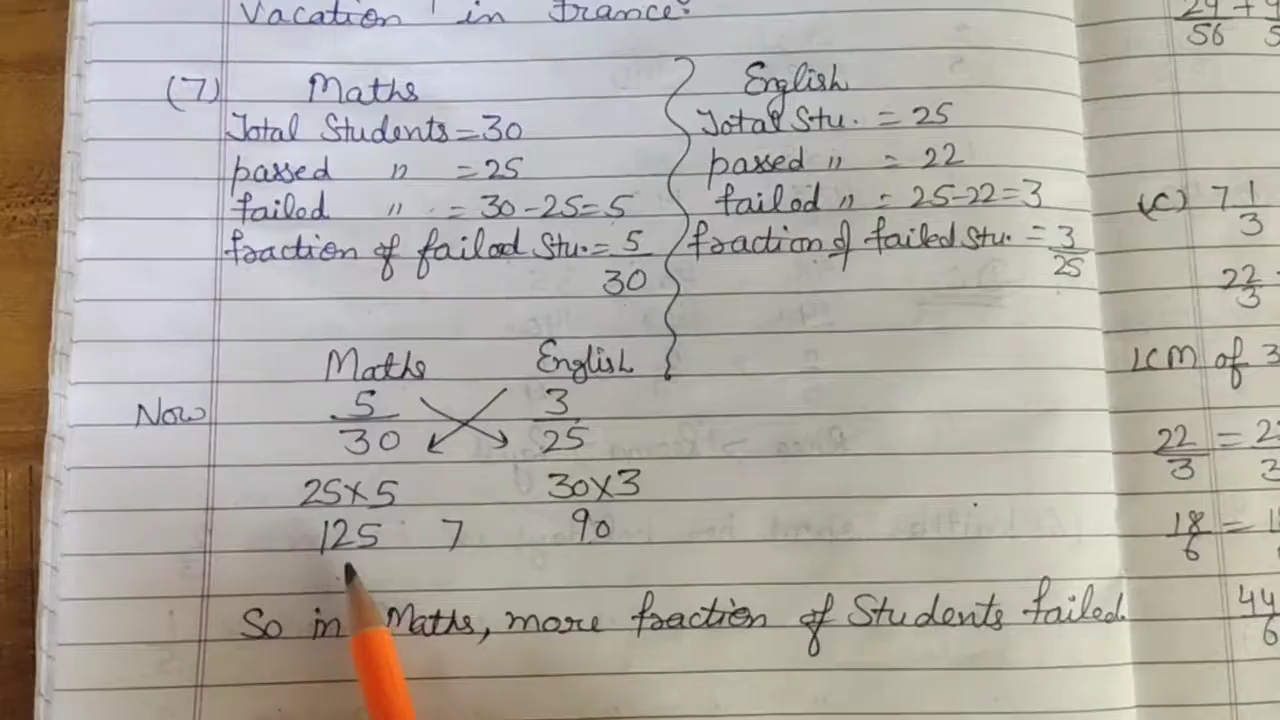 Vacation in France.
(7) Maths
Total Students = 30
passed 〃 = 25
failed 〃 = 30 - 25 = 5
fraction of failed Stu. = 5/30
English
Total Stu. = 25
passed 〃 = 22
failed 〃 = 25 - 22 = 3
fraction of failed Stu. = 3/25
Maths English
Now 5/30 3/25
25 × 5 30 × 3
125 > 90
So in Maths, more fraction of Students failed.
(c) 7 1/3
22/3
LCM of 3
22/3 =
18/6 =
44/6